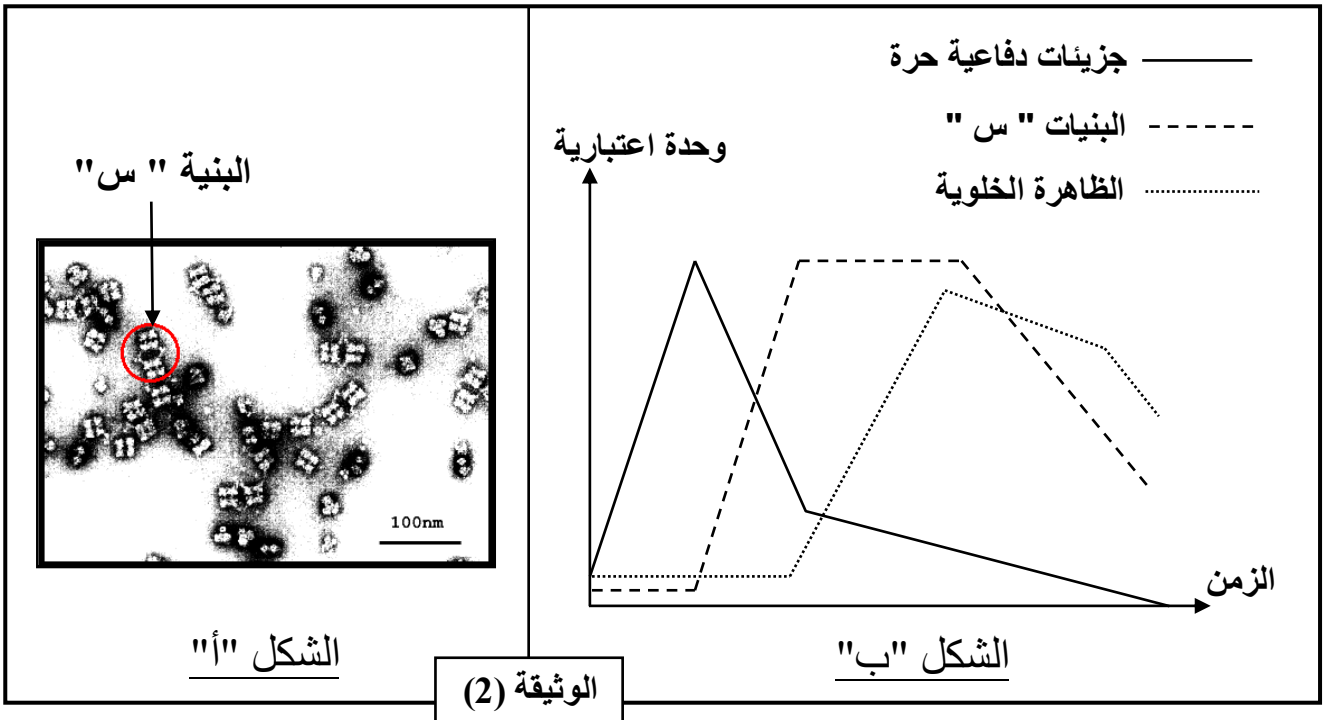 جزيئات دفاعية حرة
البنيات " س "
الظاهرة الخلوية
وحدة اعتبارية
الزمن
الشكل "ب"
البنية " س"
100nm
الشكل "أ"
الوثيقة (2)